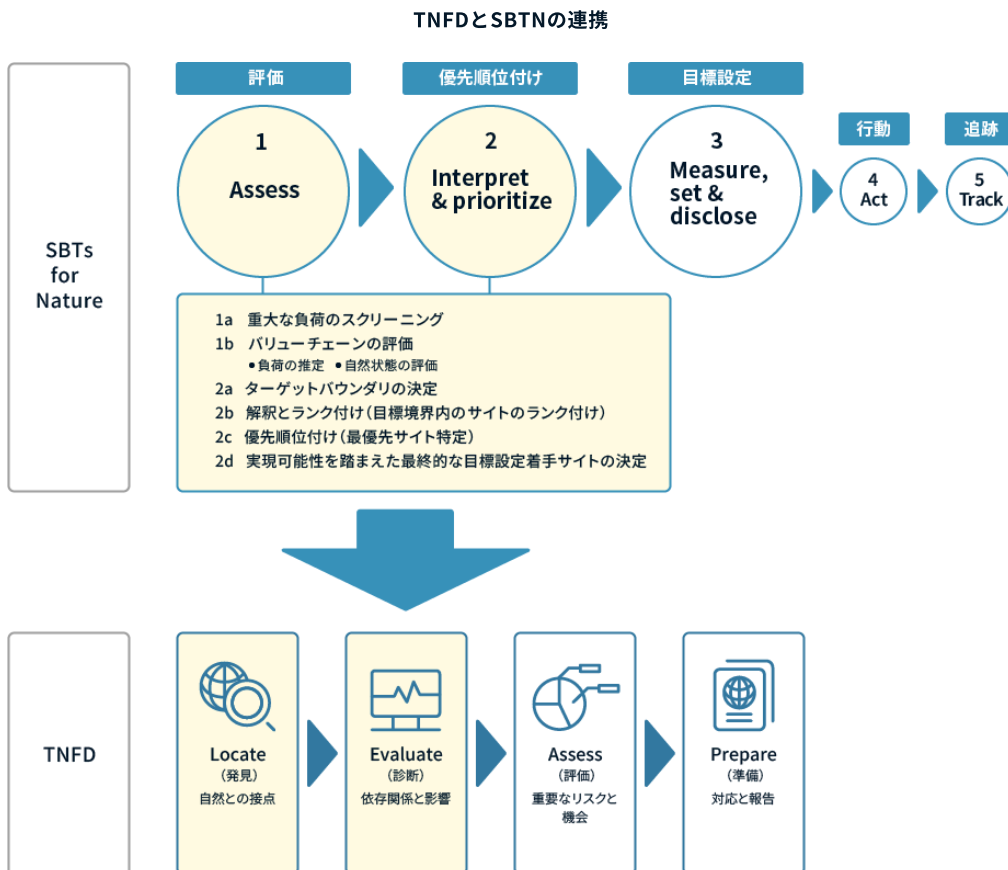 TNFDとSBTNの連携
評価
優先順位付け
目標設定
行動
追跡
1
Assess
2
Interpret
& prioritize
3
Measure,
set &
disclose
4
Act
5
Track
SBTs
for
Nature
1a 重大な負荷のスクリーニング
1b バリューチェーンの評価
•負荷の推定 •自然状態の評価
2a ターゲットバウンダリの決定
2b 解釈とランク付け（目標境界内のサイトのランク付け）
2c 優先順位付け（最優先サイト特定）
2d 実現可能性を踏まえた最終的な目標設定着手サイトの決定
TNFD
Locate
（発見）
自然との接点
Evaluate
（診断）
依存関係と影響
Assess
（評価）
重要なリスクと
機会
Prepare
（準備）
対応と報告